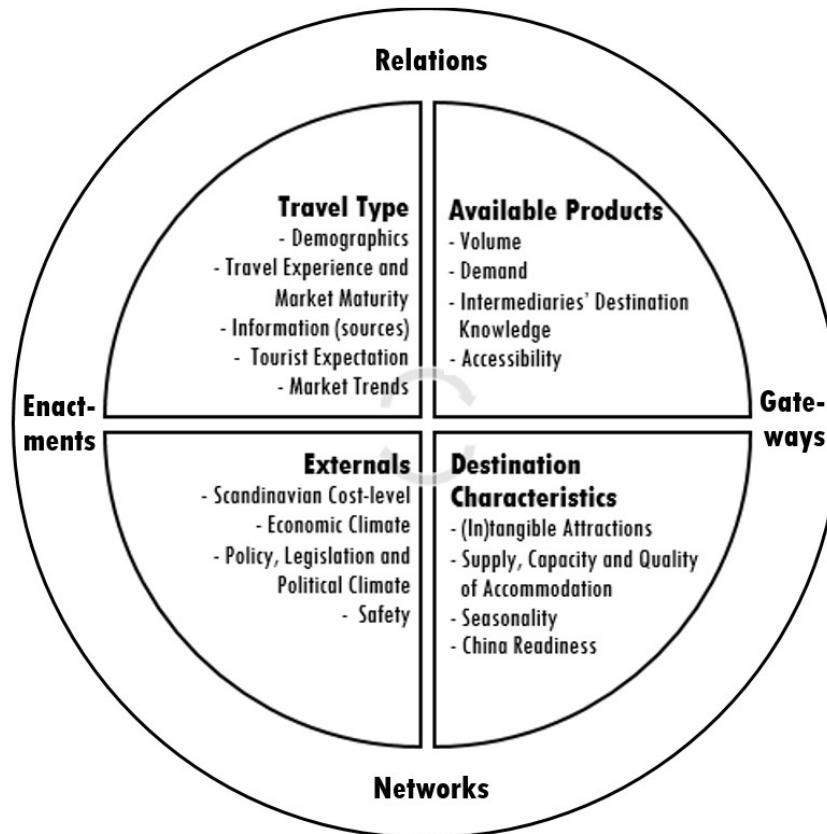 Relations
Travel Type
- Demographics
- Travel Experience and
Market Maturity
- Information (sources)
- Tourist Expectation
- Market Trends
Available Products
- Volume
- Demand
- Intermediaries' Destination
Knowledge
- Accessibility
Enact-
ments
Gate-
ways
Externals
- Scandinavian Cost-level
- Economic Climate
- Policy, Legislation and
Political Climate
- Safety
Destination
Characteristics
- (In)tangible Attractions
- Supply, Capacity and Quality
of Accommodation
- Seasonality
- China Readiness
Networks